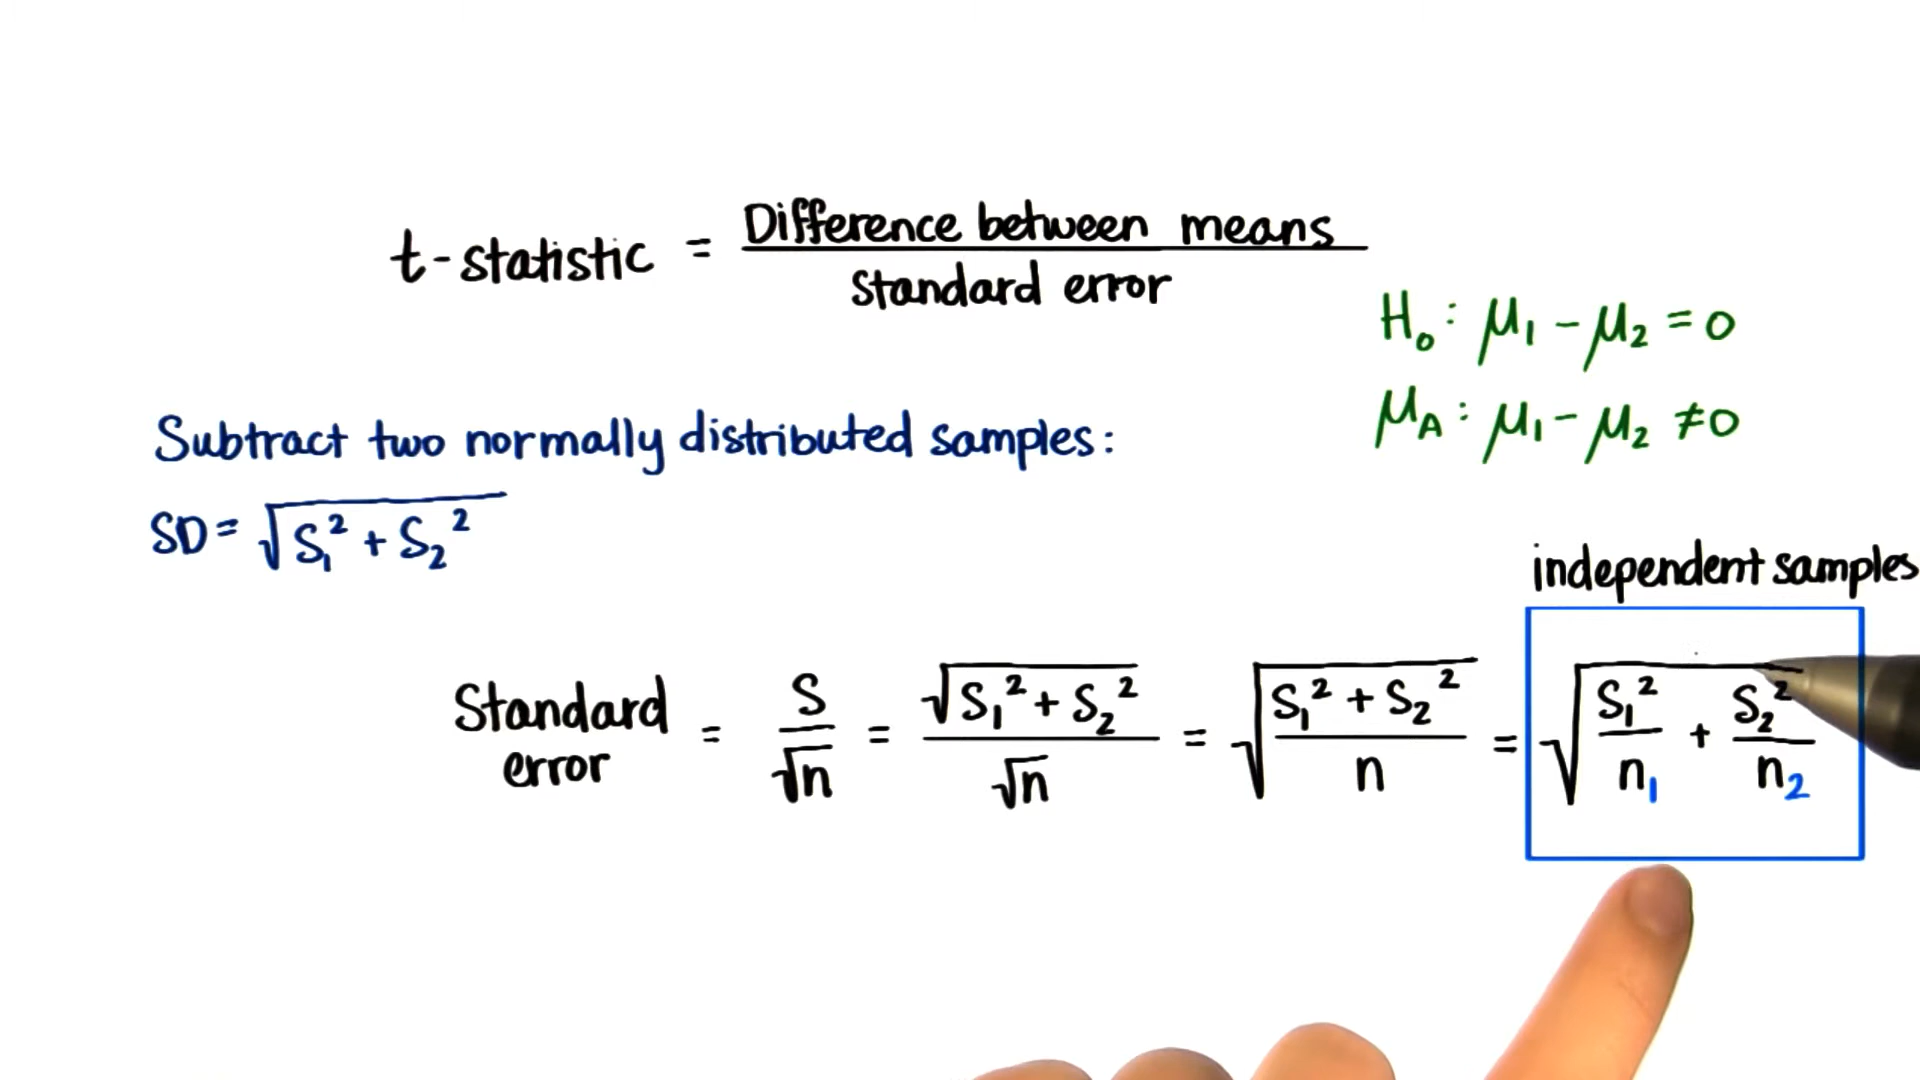 t-statistic = Difference between means / standard error
H₀: μ₁ − μ₂ = 0
μA: μ₁ − μ₂ ≠ 0
Subtract two normally distributed samples:
SD = √(S₁² + S₂²)
independent samples
Standard error = S/√n = √(S₁² + S₂²)/√n = √((S₁² + S₂²)/n) = √(S₁²/n₁ + S₂²/n₂)